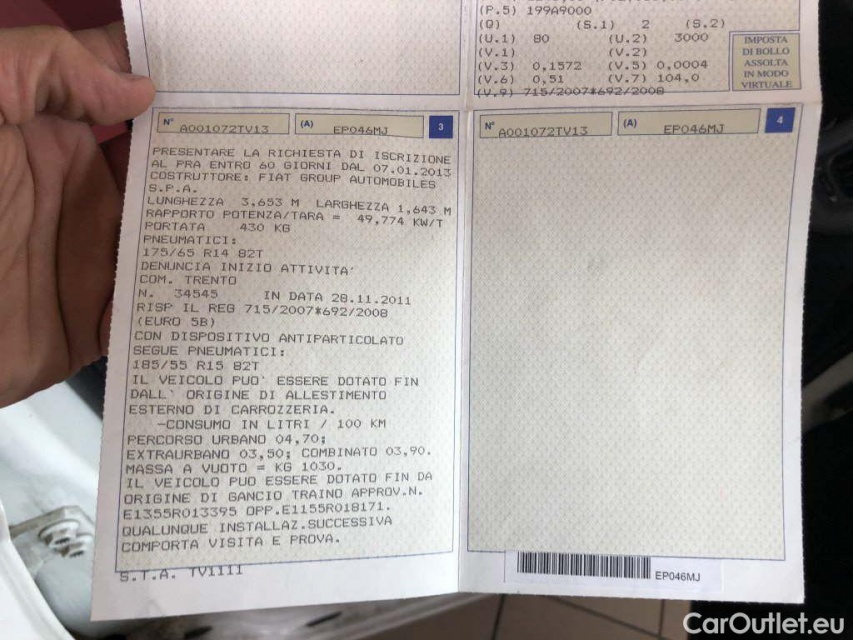 (P.5) 199A9000
(Q) (S.1) 2 (S.2)
(U.1) 80 (U.2) 3000
(V.1) (V.2)
(V.3) 0,1572 (V.5) 0,0004
(V.6) 0,51 (V.7) 104,0
(V.9) 715/2007*692/2008
IMPOSTA
DI BOLLO
ASSOLTA
IN MODO
VIRTUALE
N° A001072TV13 (A) EP046MJ 3
PRESENTARE LA RICHIESTA DI ISCRIZIONE
AL PRA ENTRO 60 GIORNI DAL 07.01.2013
COSTRUTTORE: FIAT GROUP AUTOMOBILES
S.P.A.
LUNGHEZZA 3,653 M LARGHEZZA 1,643 M
RAPPORTO POTENZA/TARA = 49,774 KW/T
PORTATA 430 KG
PNEUMATICI:
175/65 R14 82T
DENUNCIA INIZIO ATTIVITA'
COM. TRENTO
N. 34545 IN DATA 28.11.2011
RISP IL REG 715/2007*692/2008
(EURO 5B)
CON DISPOSITIVO ANTIPARTICOLATO
SEGUE PNEUMATICI:
185/55 R15 82T
IL VEICOLO PUO' ESSERE DOTATO FIN
DALL' ORIGINE DI ALLESTIMENTO
ESTERNO DI CARROZZERIA.
-CONSUMO IN LITRI / 100 KM
PERCORSO URBANO 04,70;
EXTRAURBANO 03,50; COMBINATO 03,90.
MASSA A VUOTO = KG 1030.
IL VEICOLO PUO ESSERE DOTATO FIN DA
ORIGINE DI GANCIO TRAINO APPROV.N.
E1355R013395 OPP.E1155R018171.
QUALUNQUE INSTALLAZ.SUCCESSIVA
COMPORTA VISITA E PROVA.
S.T.A. TV1111
N° A001072TV13 (A) EP046MJ 4
EP046MJ
CarOutlet.eu